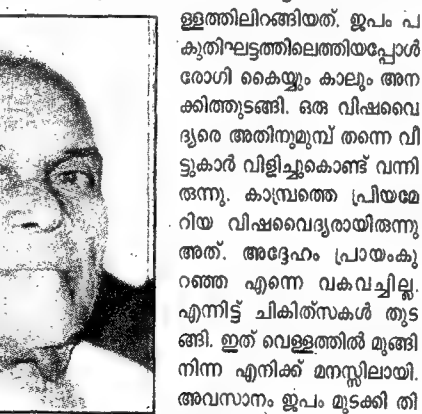 ള്ളത്തിലിറങ്ങിയത്. ജപം പ
കുതിഘട്ടത്തിലെത്തിയപ്പോൾ
രോഗി കൈയ്യും കാലും അന
ക്കിത്തുടങ്ങി. ഒരു വിഷവൈ
ദ്യരെ അതിനുമുമ്പ് തന്നെ വീ
ട്ടുകാർ വിളിച്ചുകൊണ്ട് വന്നി
രുന്നു. കാമ്പ്രത്തെ പ്രിയമേ
റിയ വിഷവൈദ്യരായിരുന്നു
അത്. അദ്ദേഹം പ്രായംകു
റഞ്ഞ എന്നെ വകവച്ചില്ല.
എന്നിട്ട് ചികിത്സകൾ തുട
ങ്ങി. ഇത് വെള്ളത്തിൽ മുങ്ങി
നിന്ന എനിക്ക് മനസ്സിലായി.
അവസാനം ജപം മുടക്കി തി